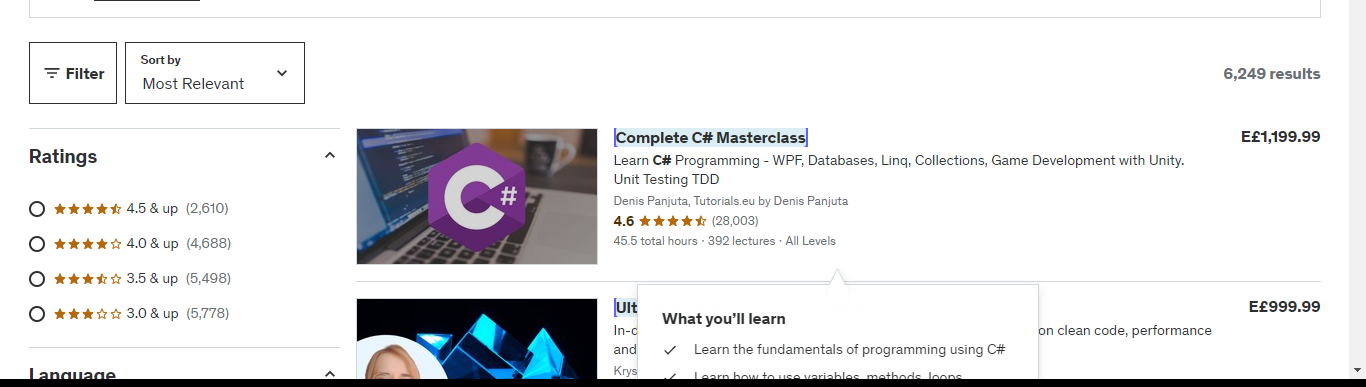 Filter
Sort by
Most Relevant
6,249 results
Ratings
4.5 & up (2,610)
4.0 & up (4,688)
3.5 & up (5,498)
3.0 & up (5,778)
Language
C#
Complete C# Masterclass
E£1,199.99
Learn C# Programming - WPF, Databases, Linq, Collections, Game Development with Unity.
Unit Testing TDD
Denis Panjuta, Tutorials.eu by Denis Panjuta
4.6 (28,003)
45.5 total hours · 392 lectures · All Levels
Ult
E£999.99
In-d on clean code, performance
and
Krys
What you'll learn
Learn the fundamentals of programming using C#
Learn how to use variables, methods, loops